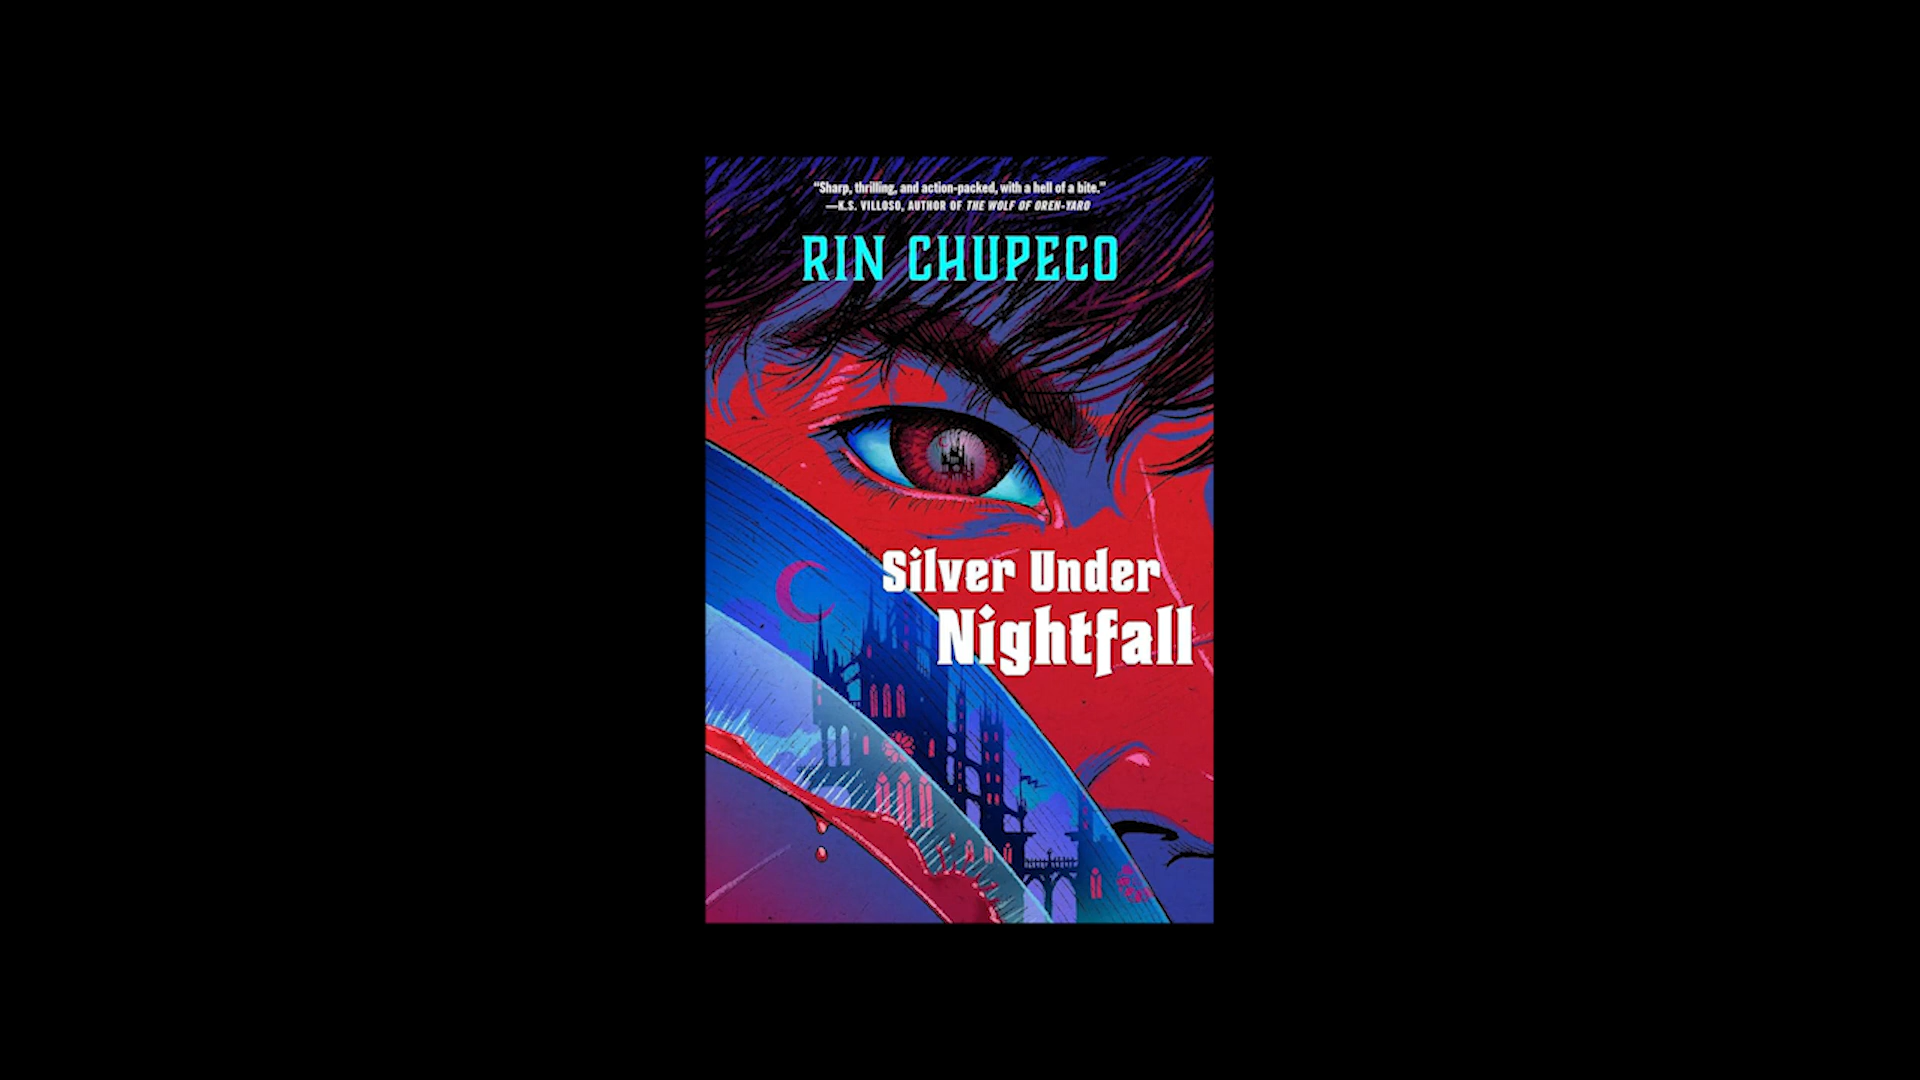 “Sharp, thrilling, and action-packed, with a hell of a bite.”
—K.S. VILLOSO, AUTHOR OF THE WOLF OF OREN-YARO
RIN CHUPECO
Silver Under
Nightfall